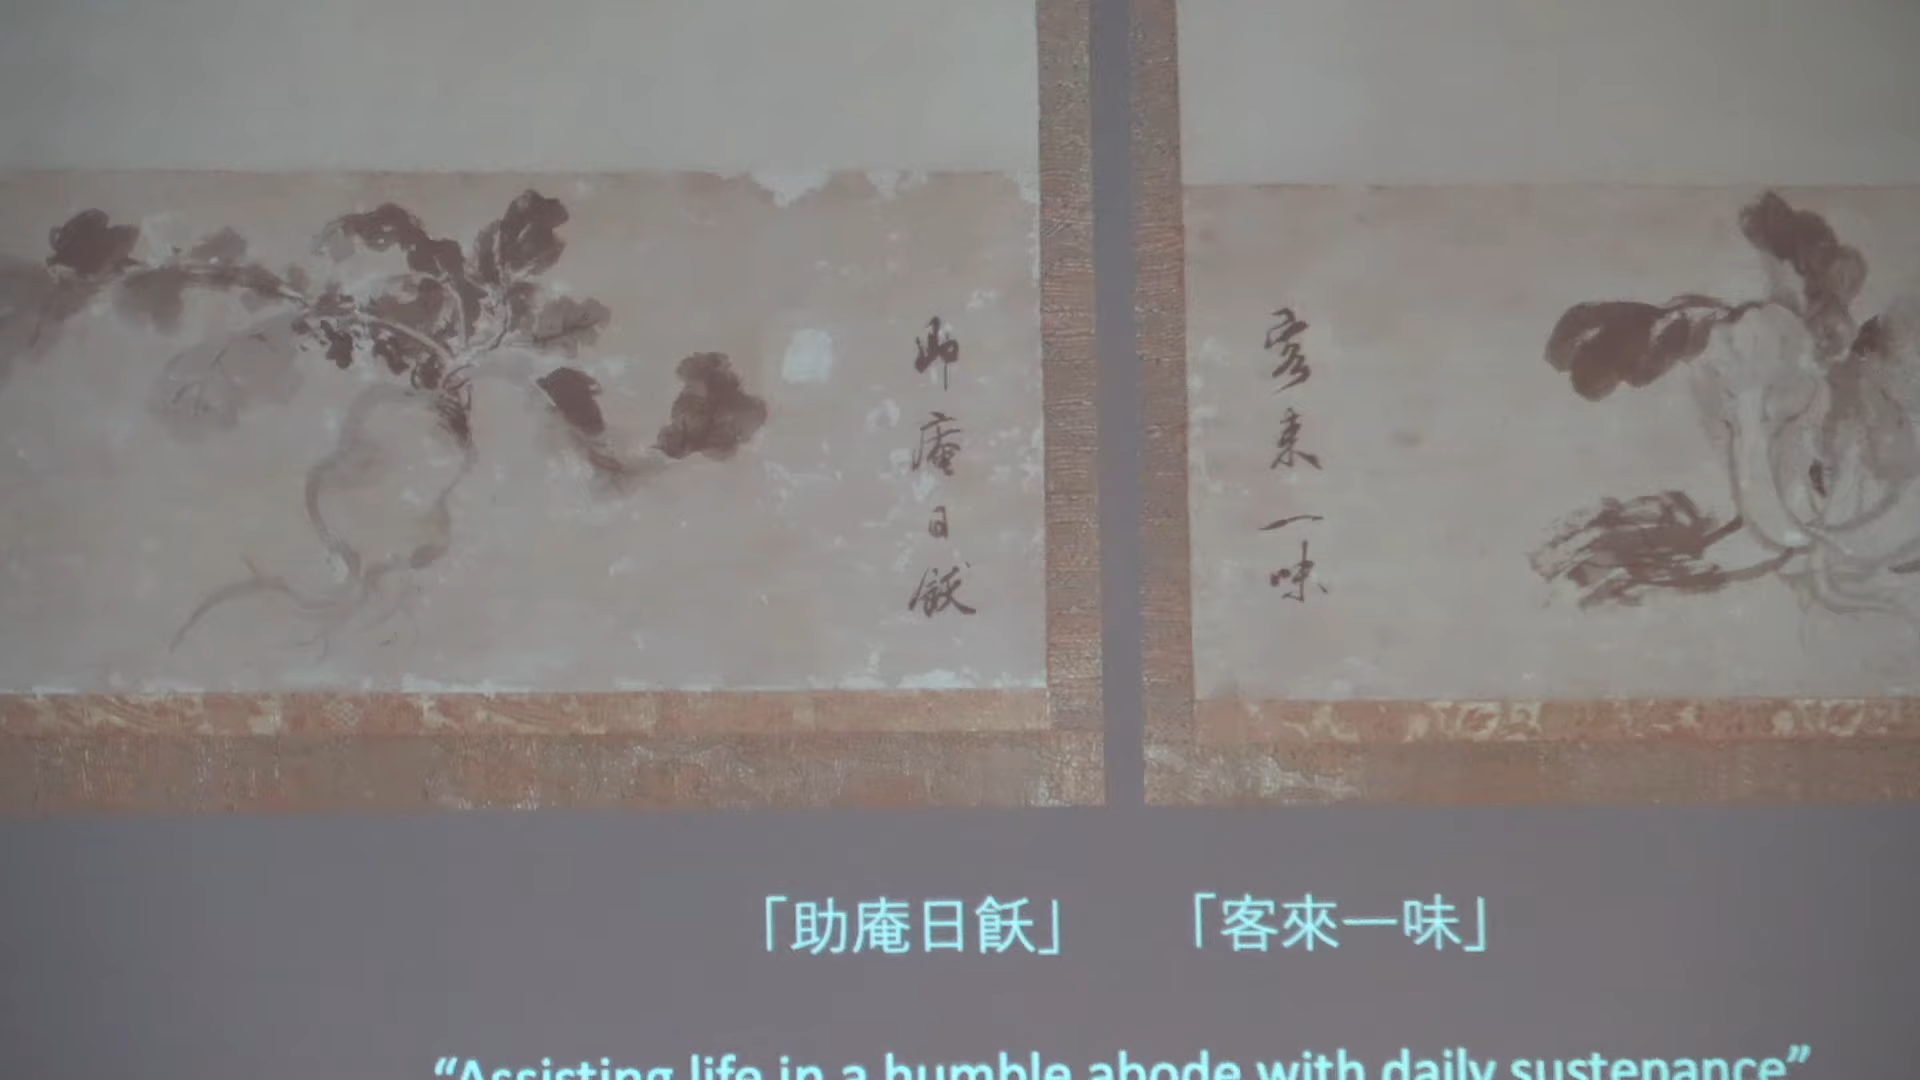 助庵日飫
客来一味
「助庵日飫」 「客來一味」
“Assisting life in a humble abode with daily sustenance”